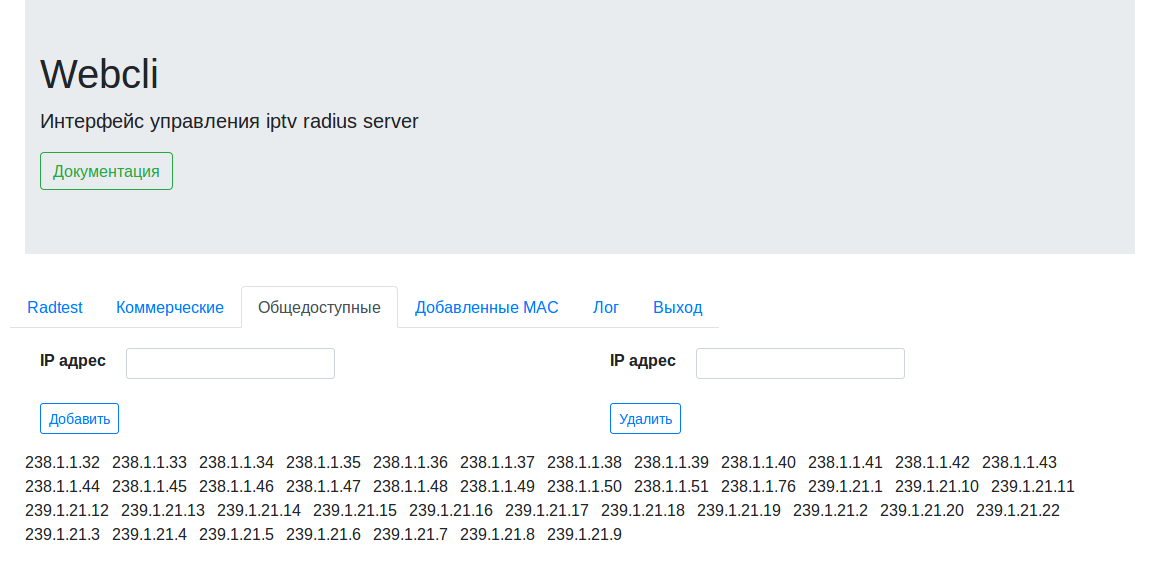 Webcli
Интерфейс управления iptv radius server
Документация
Radtest Коммерческие Общедоступные Добавленные MAC Лог Выход
IP адрес IP адрес
Добавить Удалить
238.1.1.32 238.1.1.33 238.1.1.34 238.1.1.35 238.1.1.36 238.1.1.37 238.1.1.38 238.1.1.39 238.1.1.40 238.1.1.41 238.1.1.42 238.1.1.43
238.1.1.44 238.1.1.45 238.1.1.46 238.1.1.47 238.1.1.48 238.1.1.49 238.1.1.50 238.1.1.51 238.1.1.76 239.1.21.1 239.1.21.10 239.1.21.11
239.1.21.12 239.1.21.13 239.1.21.14 239.1.21.15 239.1.21.16 239.1.21.17 239.1.21.18 239.1.21.19 239.1.21.2 239.1.21.20 239.1.21.22
239.1.21.3 239.1.21.4 239.1.21.5 239.1.21.6 239.1.21.7 239.1.21.8 239.1.21.9